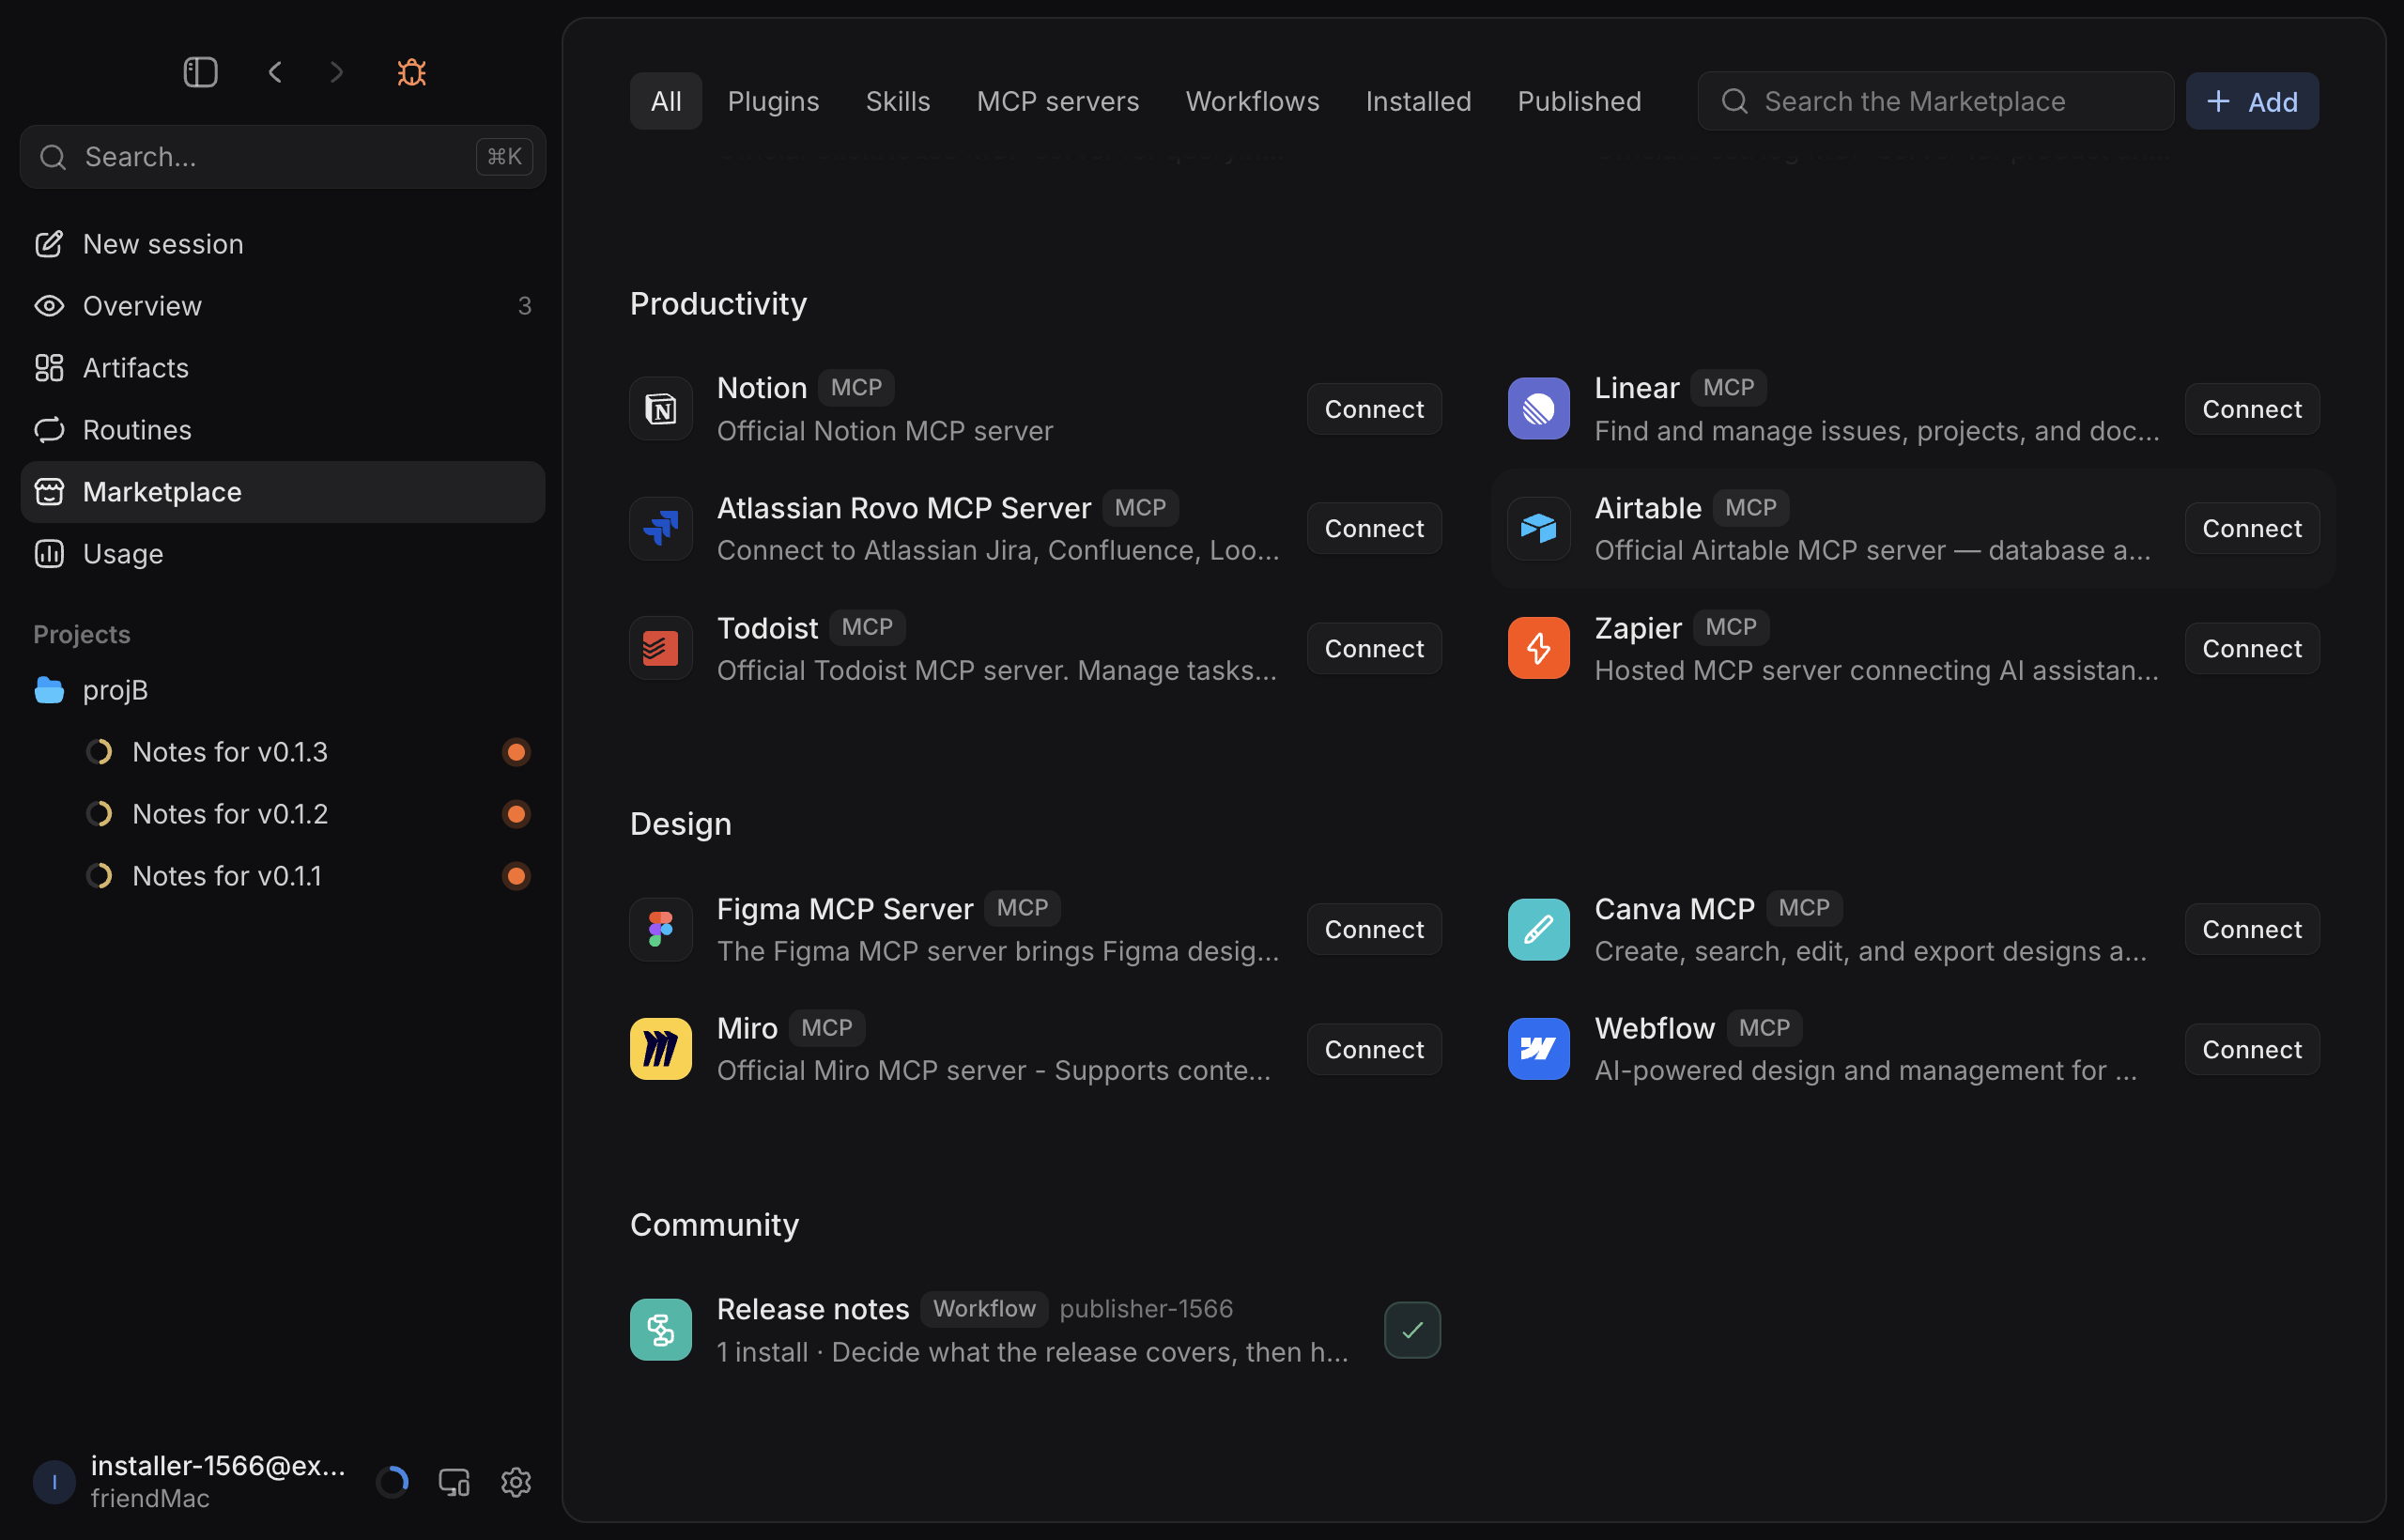 Search...
⌘K
New session
Overview
3
Artifacts
Routines
Marketplace
Usage
Projects
projB
Notes for v0.1.3
Notes for v0.1.2
Notes for v0.1.1
I
installer-1566@ex...
friendMac
All
Plugins
Skills
MCP servers
Workflows
Installed
Published
Search the Marketplace
Add
Productivity
Notion MCP
Official Notion MCP server
Connect
Linear MCP
Find and manage issues, projects, and doc...
Connect
Atlassian Rovo MCP Server MCP
Connect to Atlassian Jira, Confluence, Loo...
Connect
Airtable MCP
Official Airtable MCP server — database a...
Connect
Todoist MCP
Official Todoist MCP server. Manage tasks...
Connect
Zapier MCP
Hosted MCP server connecting AI assistan...
Connect
Design
Figma MCP Server MCP
The Figma MCP server brings Figma desig...
Connect
Canva MCP MCP
Create, search, edit, and export designs a...
Connect
Miro MCP
Official Miro MCP server - Supports conte...
Connect
Webflow MCP
AI-powered design and management for ...
Connect
Community
Release notes Workflow publisher-1566
1 install · Decide what the release covers, then h...